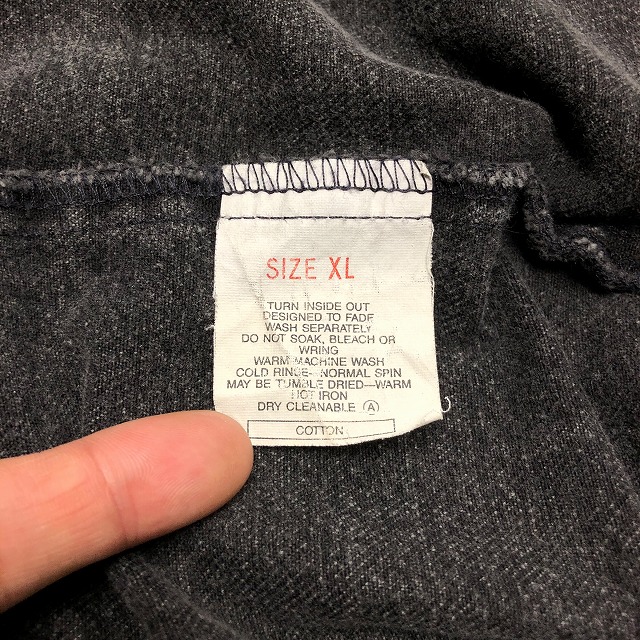 SIZE XL
TURN INSIDE OUT
DESIGNED TO FADE
WASH SEPARATELY
DO NOT SOAK, BLEACH OR
WRING
WARM MACHINE WASH
COLD RINSE—NORMAL SPIN
MAY BE TUMBLE DRIED—WARM
HOT IRON
DRY CLEANABLE Ⓐ
COTTON